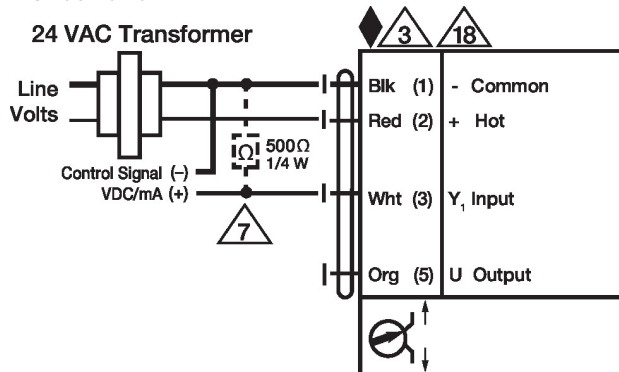 24 VAC Transformer
3
18
Line
Volts
Blk (1) - Common
Red (2) + Hot
Ω 500Ω
1/4 W
Control Signal (–)
VDC/mA (+)
Wht (3) Y₁ Input
7
Org (5) U Output